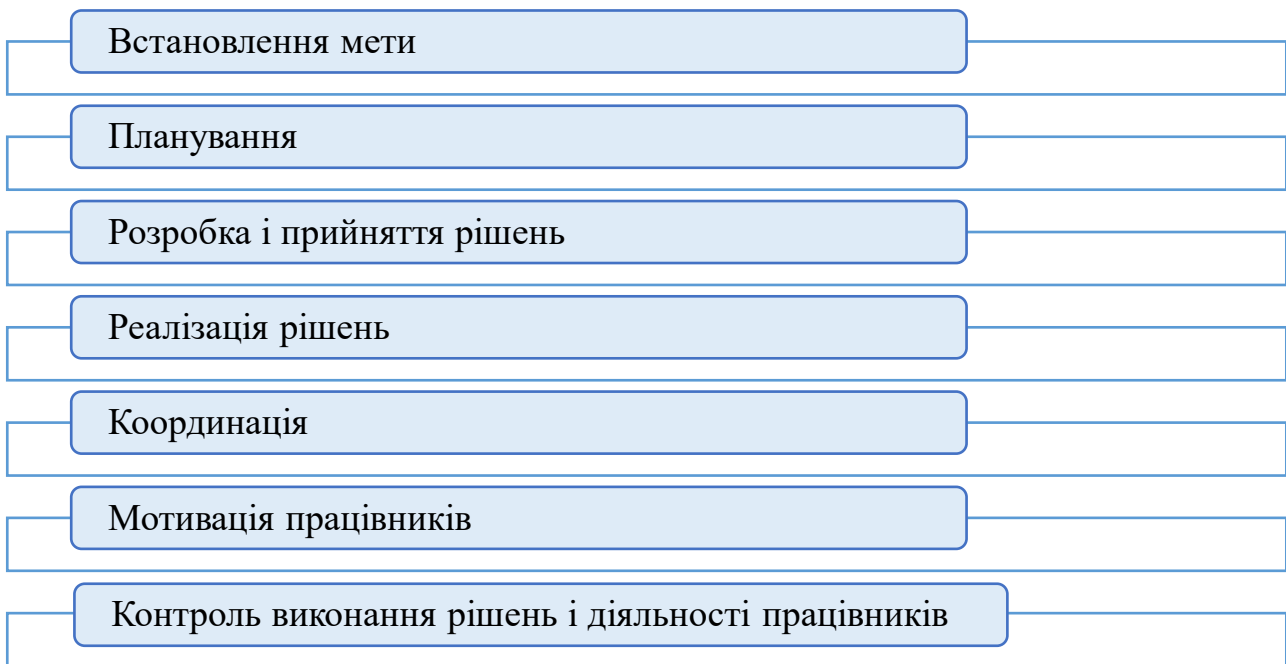 Встановлення мети
Планування
Розробка і прийняття рішень
Реалізація рішень
Координація
Мотивація працівників
Контроль виконання рішень і діяльності працівників